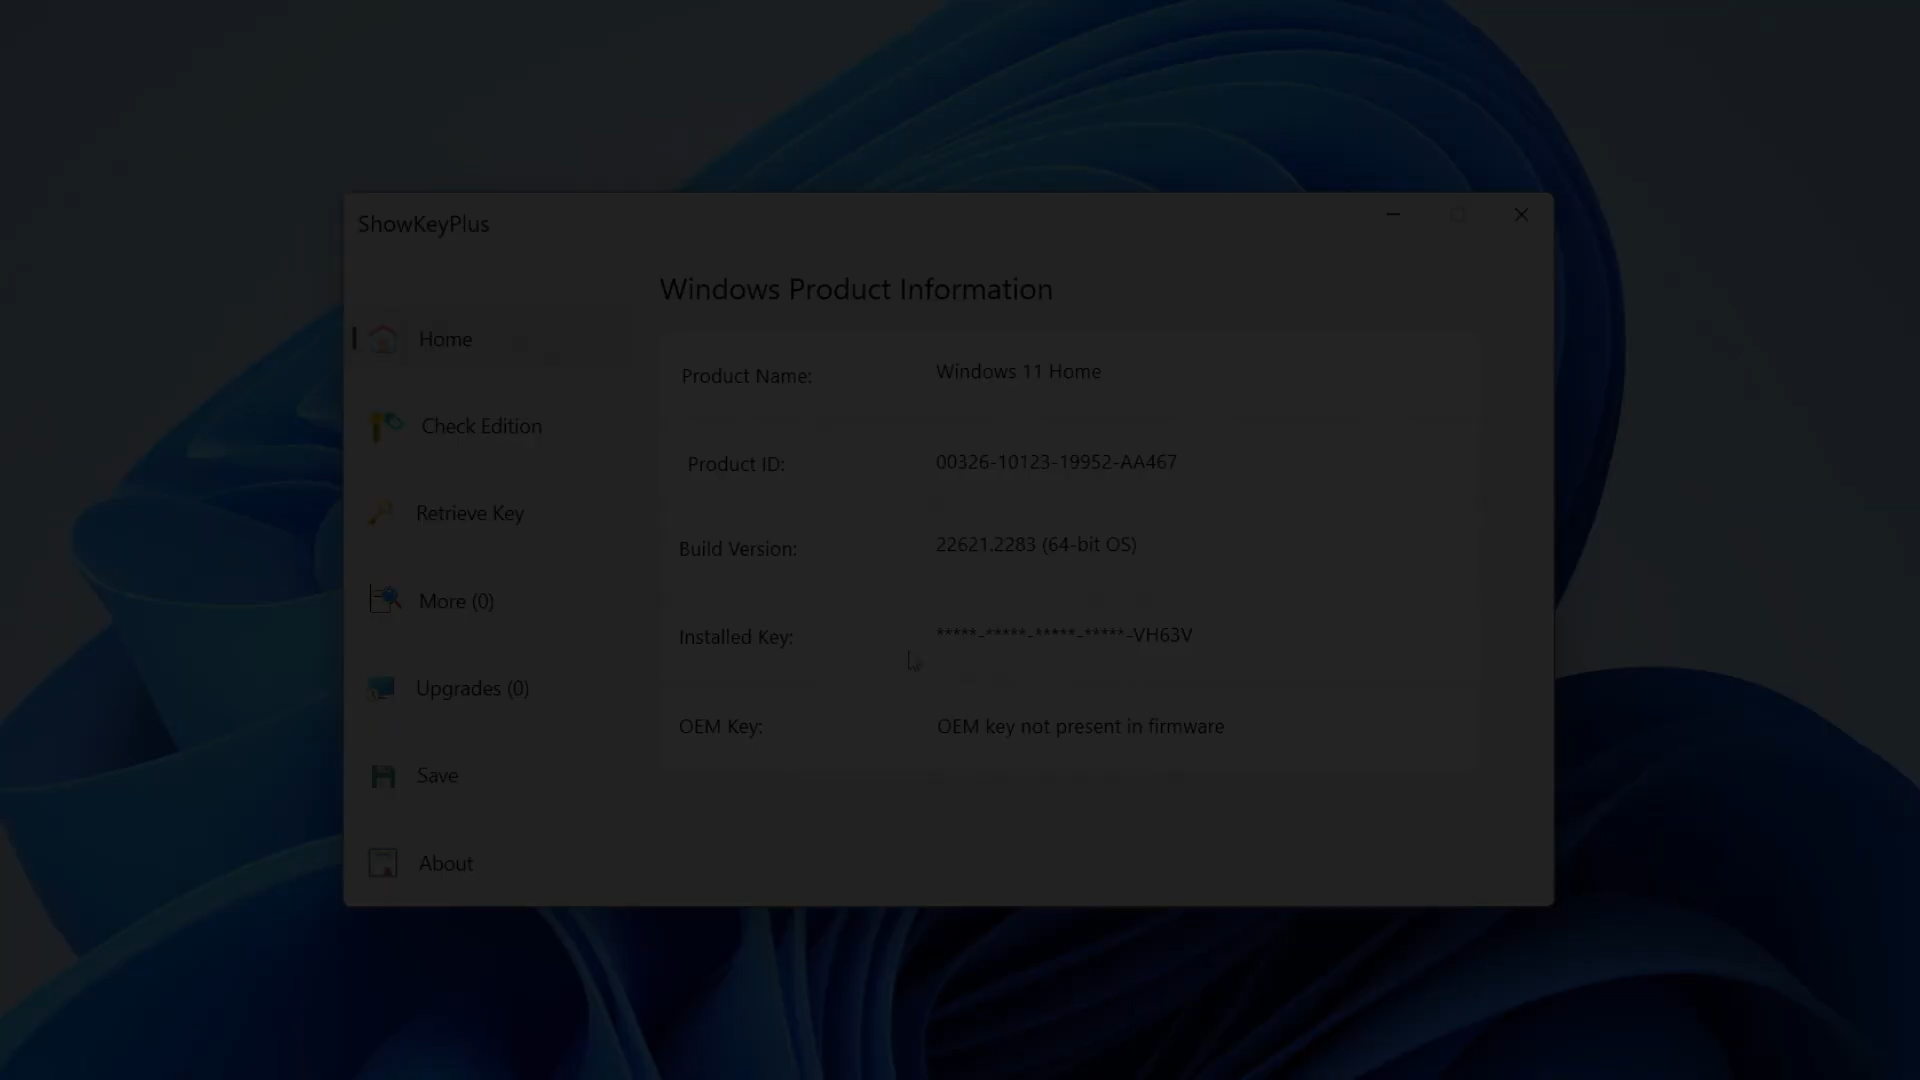 ShowKeyPlus
Windows Product Information
Home
Product Name: Windows 11 Home
Check Edition
Product ID: 00326-10123-19952-AA467
Retrieve Key
Build Version: 22621.2283 (64-bit OS)
More (0)
Installed Key: *****-*****-*****-*****-VH63V
Upgrades (0)
OEM Key: OEM key not present in firmware
Save
About